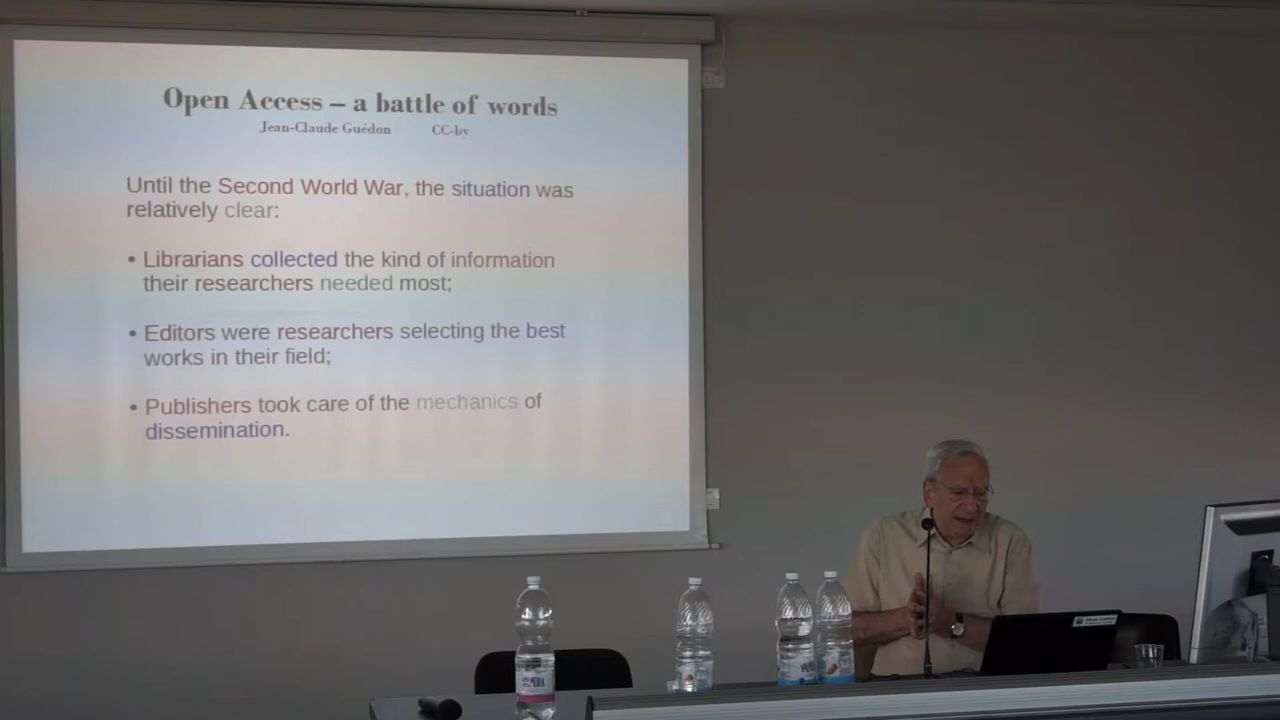 Open Access – a battle of words
Jean-Claude Guédon CC-by
Until the Second World War, the situation was
relatively clear:
• Librarians collected the kind of information
their researchers needed most;
• Editors were researchers selecting the best
works in their field;
• Publishers took care of the mechanics of
dissemination.